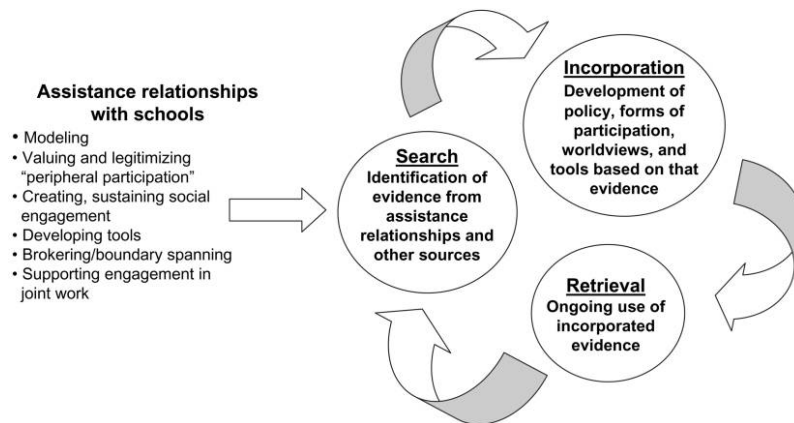 Assistance relationships
with schools
• Modeling
• Valuing and legitimizing
"peripheral participation"
• Creating, sustaining social
engagement
• Developing tools
• Brokering/boundary spanning
• Supporting engagement in
joint work
Search
Identification of
evidence from
assistance
relationships and
other sources
Incorporation
Development of
policy, forms of
participation,
worldviews, and
tools based on that
evidence
Retrieval
Ongoing use of
incorporated
evidence